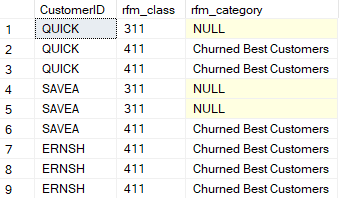 CustomerID rfm_class rfm_category
1 QUICK 311 NULL
2 QUICK 411 Churned Best Customers
3 QUICK 411 Churned Best Customers
4 SAVEA 311 NULL
5 SAVEA 311 NULL
6 SAVEA 411 Churned Best Customers
7 ERNSH 411 Churned Best Customers
8 ERNSH 411 Churned Best Customers
9 ERNSH 411 Churned Best Customers